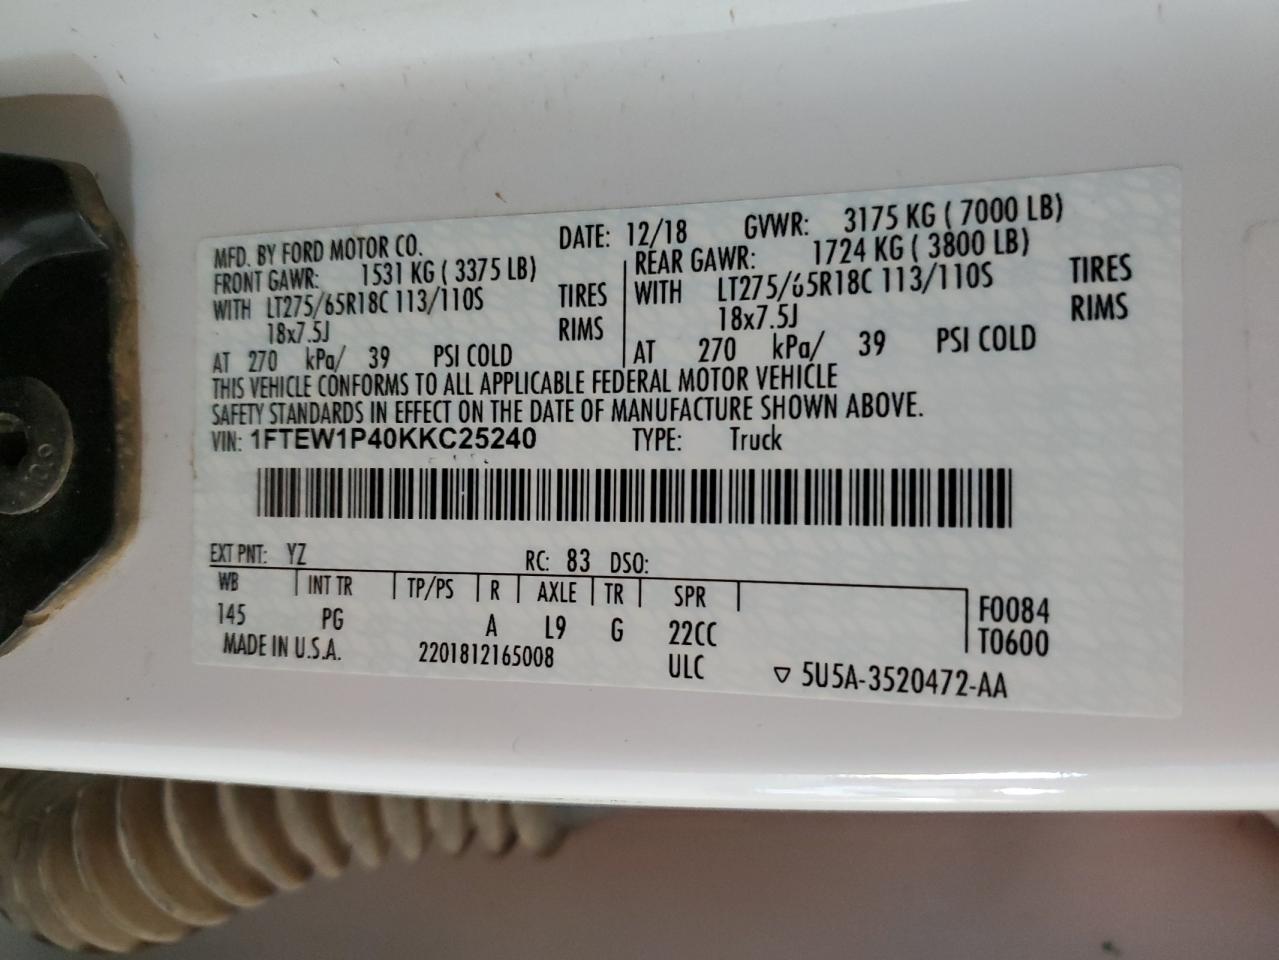 MFD. BY FORD MOTOR CO. DATE: 12/18 GVWR: 3175 KG ( 7000 LB)
FRONT GAWR: 1531 KG ( 3375 LB) REAR GAWR: 1724 KG ( 3800 LB)
WITH LT275/65R18C 113/110S TIRES WITH LT275/65R18C 113/110S TIRES
18x7.5J RIMS 18x7.5J RIMS
AT 270 kPa/ 39 PSI COLD AT 270 kPa/ 39 PSI COLD
THIS VEHICLE CONFORMS TO ALL APPLICABLE FEDERAL MOTOR VEHICLE
SAFETY STANDARDS IN EFFECT ON THE DATE OF MANUFACTURE SHOWN ABOVE.
VIN: 1FTEW1P40KKC25240 TYPE: Truck
EXT PNT: YZ RC: 83 DSO:
WB INT TR TP/PS R AXLE TR SPR F0084
145 PG A L9 G 22CC T0600
MADE IN U.S.A. 2201812165008 ULC ▽ 5U5A-3520472-AA